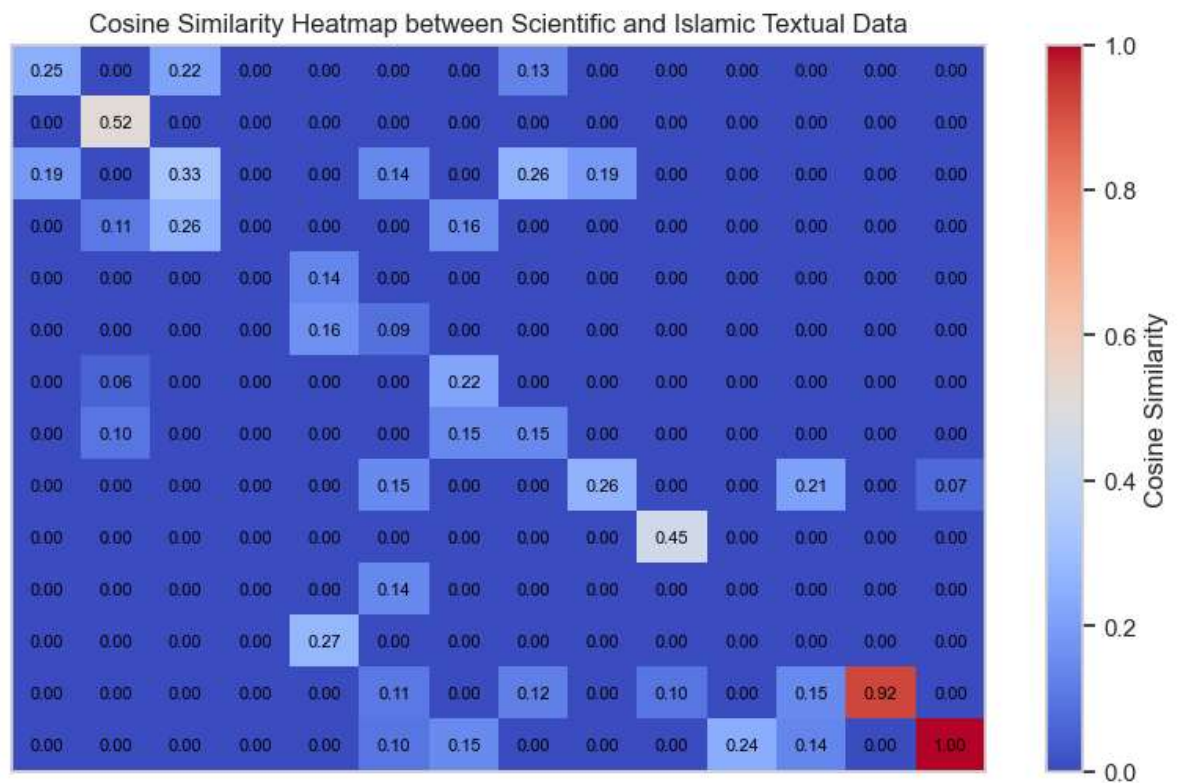 Cosine Similarity Heatmap between Scientific and Islamic Textual Data
0.25 0.00 0.22 0.00 0.00 0.00 0.00 0.13 0.00 0.00 0.00 0.00 0.00 0.00
0.00 0.52 0.00 0.00 0.00 0.00 0.00 0.00 0.00 0.00 0.00 0.00 0.00 0.00
0.19 0.00 0.33 0.00 0.00 0.14 0.00 0.26 0.19 0.00 0.00 0.00 0.00 0.00
0.00 0.11 0.26 0.00 0.00 0.00 0.16 0.00 0.00 0.00 0.00 0.00 0.00 0.00
0.00 0.00 0.00 0.00 0.14 0.00 0.00 0.00 0.00 0.00 0.00 0.00 0.00 0.00
0.00 0.00 0.00 0.00 0.16 0.09 0.00 0.00 0.00 0.00 0.00 0.00 0.00 0.00
0.00 0.06 0.00 0.00 0.00 0.00 0.22 0.00 0.00 0.00 0.00 0.00 0.00 0.00
0.00 0.10 0.00 0.00 0.00 0.00 0.15 0.15 0.00 0.00 0.00 0.00 0.00 0.00
0.00 0.00 0.00 0.00 0.00 0.15 0.00 0.00 0.26 0.00 0.00 0.21 0.00 0.07
0.00 0.00 0.00 0.00 0.00 0.00 0.00 0.00 0.00 0.45 0.00 0.00 0.00 0.00
0.00 0.00 0.00 0.00 0.00 0.14 0.00 0.00 0.00 0.00 0.00 0.00 0.00 0.00
0.00 0.00 0.00 0.00 0.27 0.00 0.00 0.00 0.00 0.00 0.00 0.00 0.00 0.00
0.00 0.00 0.00 0.00 0.00 0.11 0.00 0.12 0.00 0.10 0.00 0.15 0.92 0.00
0.00 0.00 0.00 0.00 0.00 0.10 0.15 0.00 0.00 0.00 0.24 0.14 0.00 1.00
1.0
0.8
0.6
0.4
0.2
0.0
Cosine Similarity